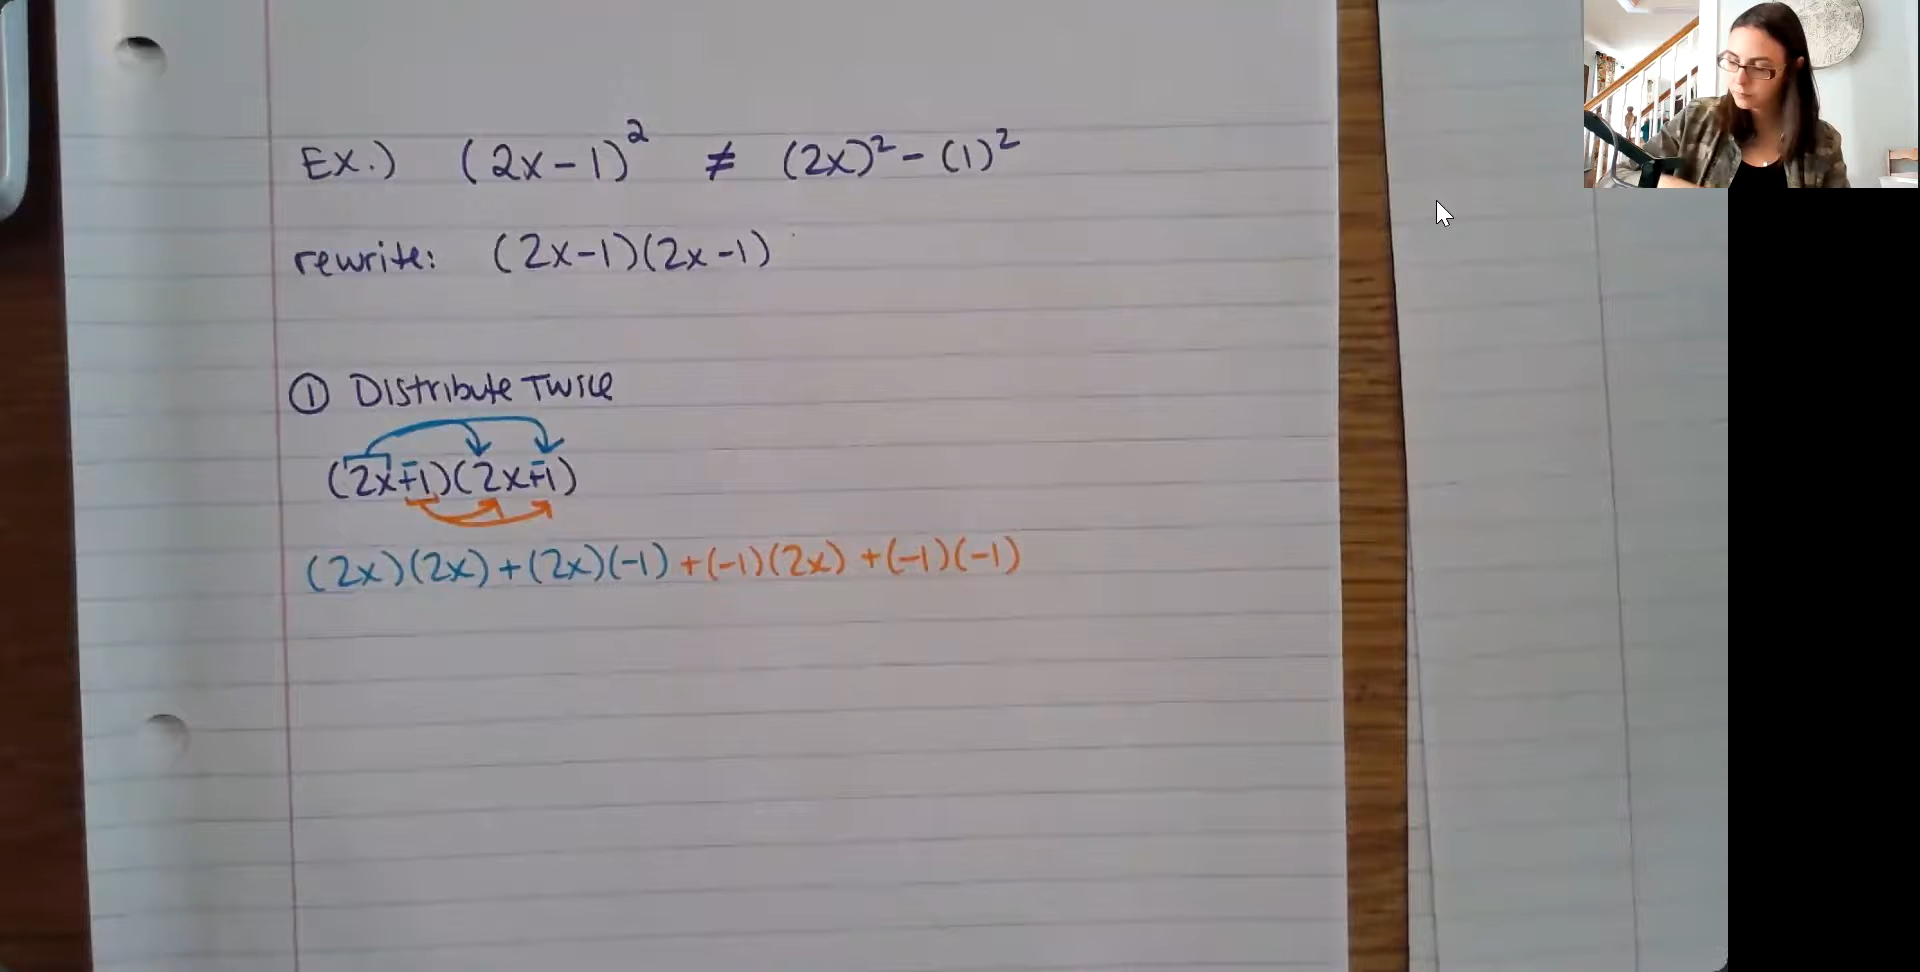 Ex.) (2x-1)² ≠ (2x)² - (1)²
rewrite: (2x-1)(2x-1)
① Distribute Twice
(2x+-1)(2x+-1)
(2x)(2x)+(2x)(-1)+(-1)(2x)+(-1)(-1)